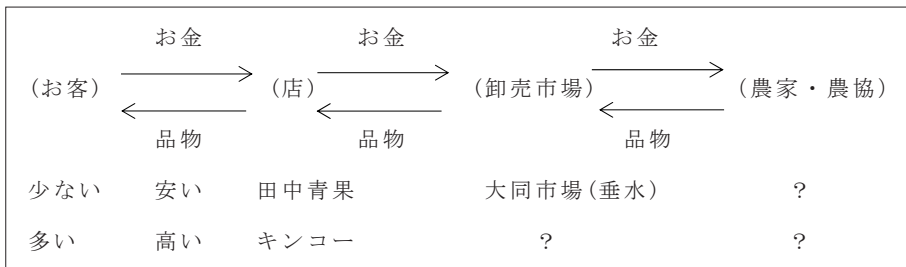 お金 お金 お金
(お客) (店) (卸売市場) (農家・農協)
品物 品物 品物
少ない 安い 田中青果 大同市場(垂水) ?
多い 高い キンコー ? ?